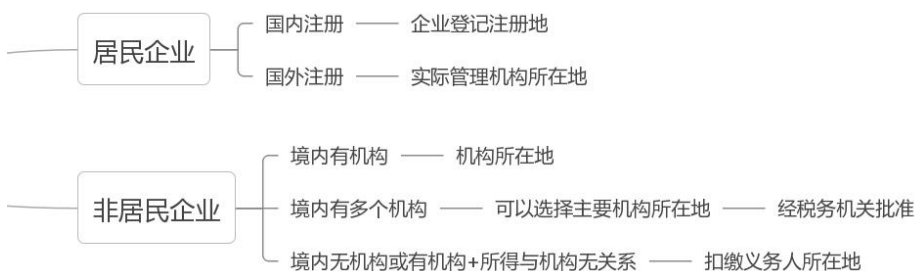 居民企业
国内注册 企业登记注册地
国外注册 实际管理机构所在地
非居民企业
境内有机构 机构所在地
境内有多个机构 可以选择主要机构所在地 经税务机关批准
境内无机构或有机构+所得与机构无关系 扣缴义务人所在地